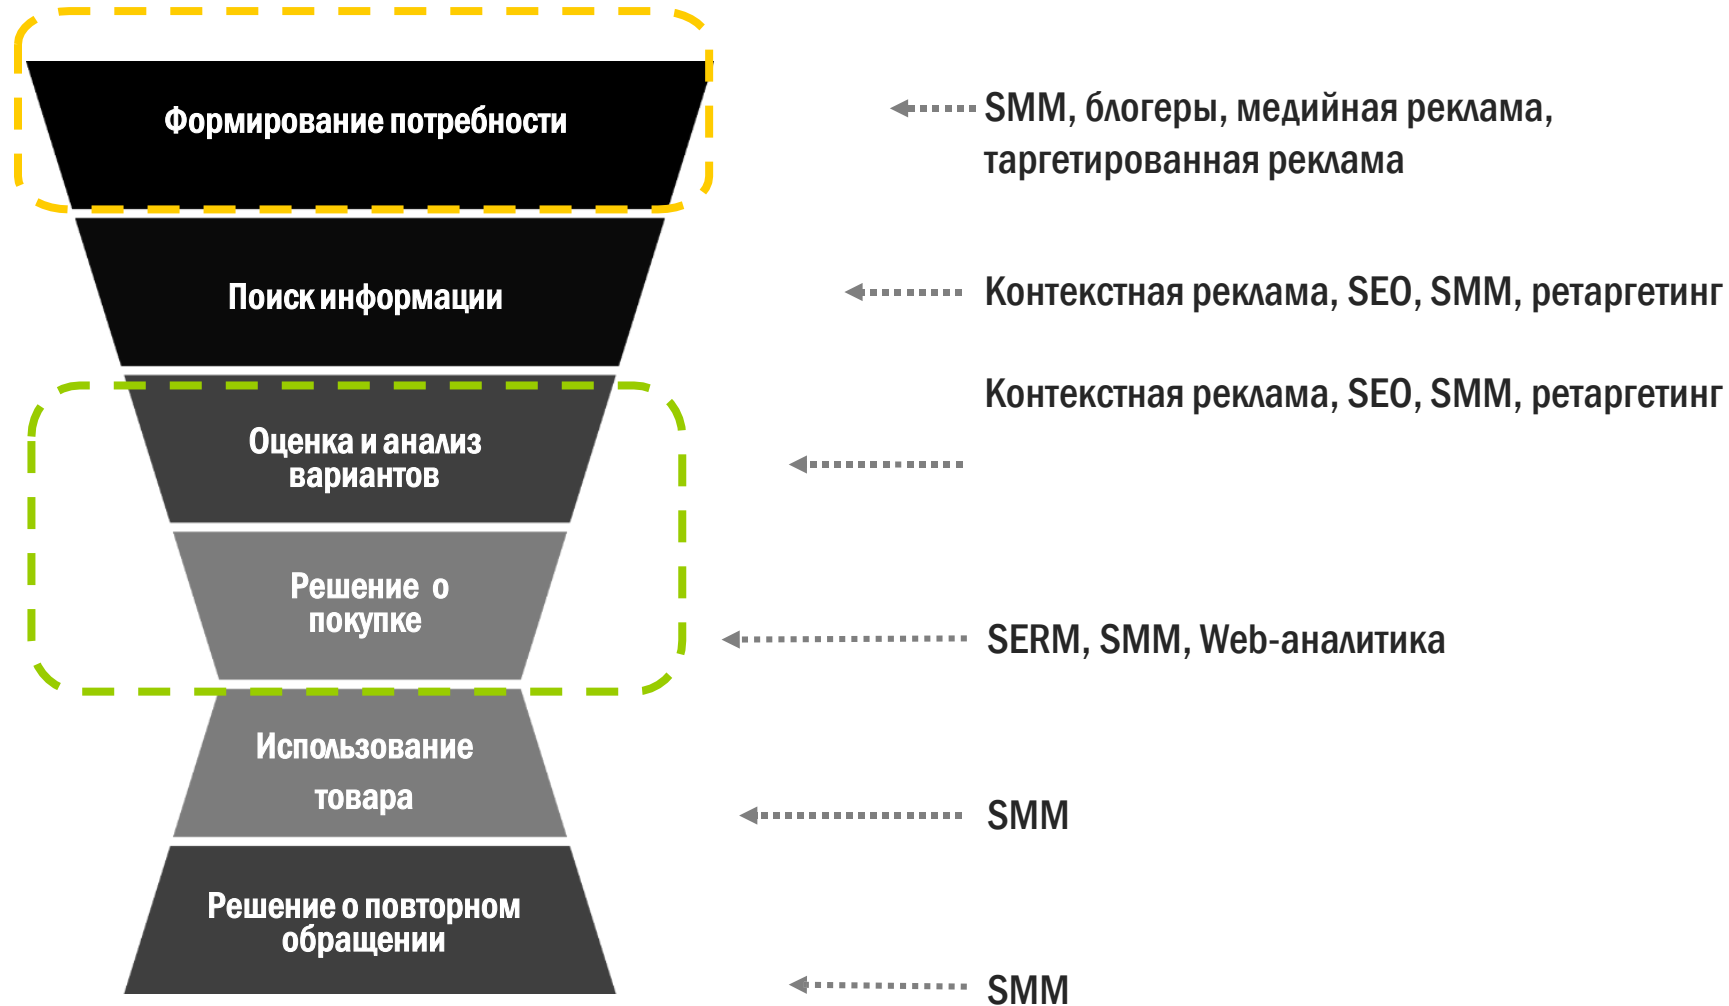 Формирование потребности
SMM, блогеры, медийная реклама,
таргетированная реклама
Поиск информации
Контекстная реклама, SEO, SMM, ретаргетинг
Оценка и анализ
вариантов
Контекстная реклама, SEO, SMM, ретаргетинг
Решение о
покупке
SERM, SMM, Web-аналитика
Использование
товара
SMM
Решение о повторном
обращении
SMM